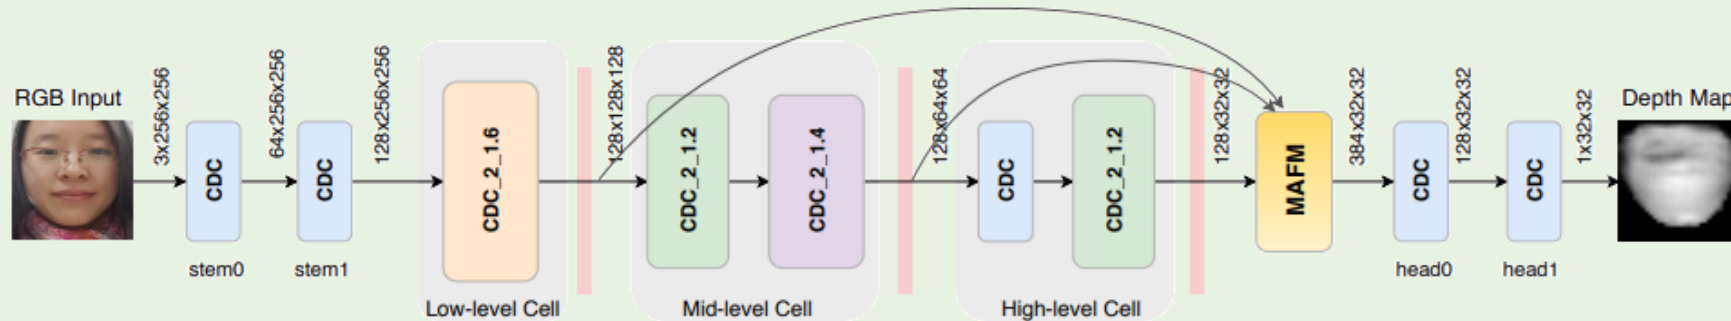 RGB Input
3x256x256
CDC
stem0
64x256x256
CDC
stem1
128x256x256
CDC_2_1.6
Low-level Cell
128x128x128
CDC_2_1.2
CDC_2_1.4
Mid-level Cell
128x64x64
CDC
CDC_2_1.2
High-level Cell
128x32x32
MAFM
384x32x32
CDC
head0
128x32x32
CDC
head1
1x32x32
Depth Map